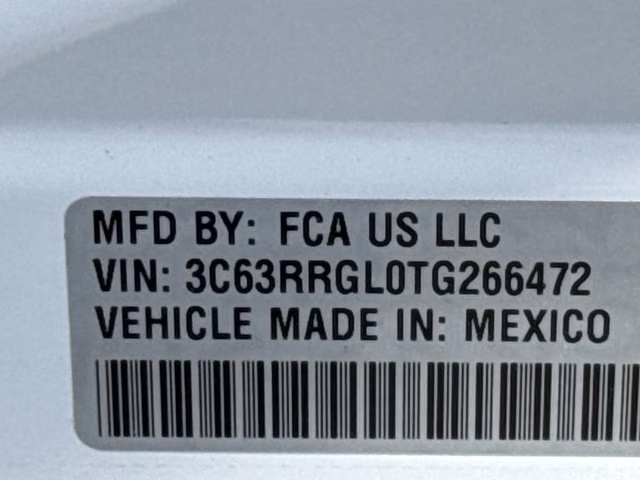 MFD BY: FCA US LLC
VIN: 3C63RRGL0TG266472
VEHICLE MADE IN: MEXICO